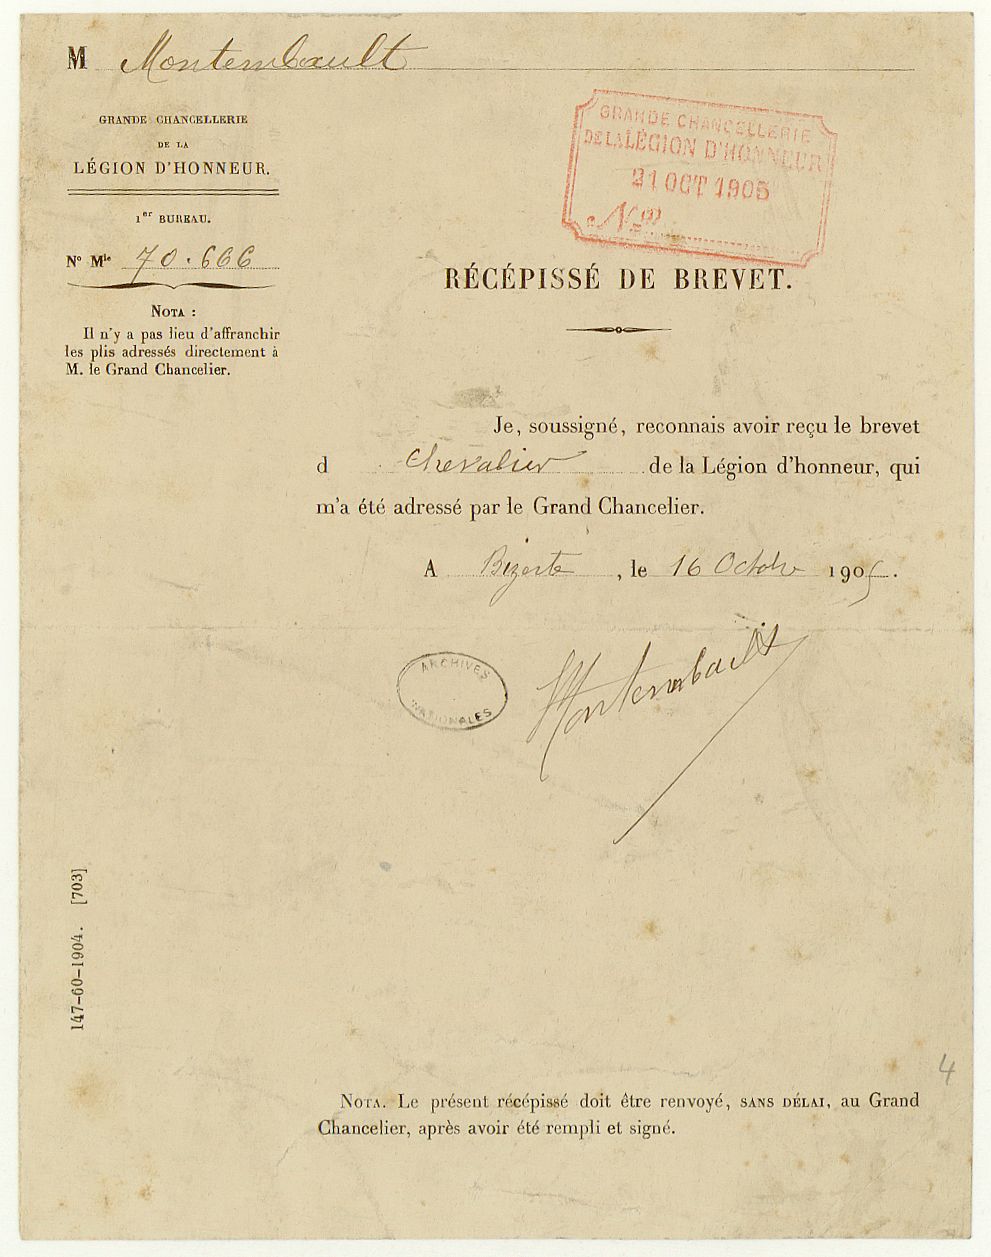 M Montembault
GRANDE CHANCELLERIE
DE LA
LÉGION D'HONNEUR.
1er BUREAU.
N° Mle 70.666
NOTA :
Il n'y a pas lieu d'affranchir
les plis adressés directement à
M. le Grand Chancelier.
GRANDE CHANCELLERIE
DE LA LÉGION D'HONNEUR
21 OCT 1905
N°
RÉCÉPISSÉ DE BREVET.
Je, soussigné, reconnais avoir reçu le brevet
d Chevalier de la Légion d'honneur, qui
m'a été adressé par le Grand Chancelier.
A Bizerte, le 16 Octobre 1905.
ARCHIVES
NATIONALES
Montembault
147-60-1904. [703]
4
NOTA. Le présent récépissé doit être renvoyé, SANS DÉLAI, au Grand
Chancelier, après avoir été rempli et signé.